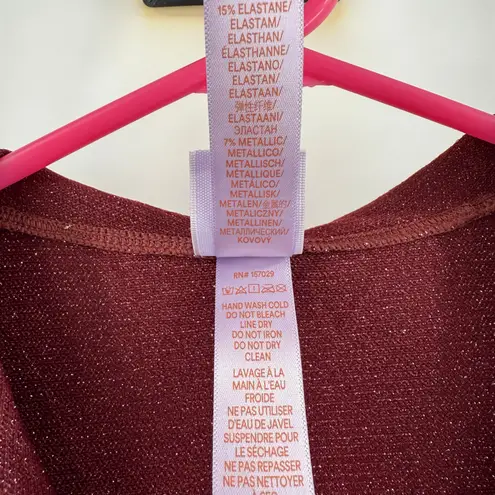 15% ELASTANE/
ELASTAM/
ELASTHAN/
ÉLASTHANNE/
ELASTANO/
ELASTAN/
ELASTAAN/
弹性纤维/
ELASTAANI/
ЭЛАСТАН
7% METALLIC/
METALLICO/
METALLISCH/
MÉTALLIQUE/
METÁLICO/
METALLISK/
METALEN/金属的/
METALICZNY/
METALLINEN/
МЕТАЛЛИЧЕСКИЙ/
KOVOVÝ
RN# 157029
HAND WASH COLD
DO NOT BLEACH
LINE DRY
DO NOT IRON
DO NOT DRY
CLEAN
LAVAGE À LA
MAIN À L'EAU
FROIDE
NE PAS UTILISER
D'EAU DE JAVEL
SUSPENDRE POUR
LE SÉCHAGE
NE PAS REPASSER
NE PAS NETTOYER
À SEC